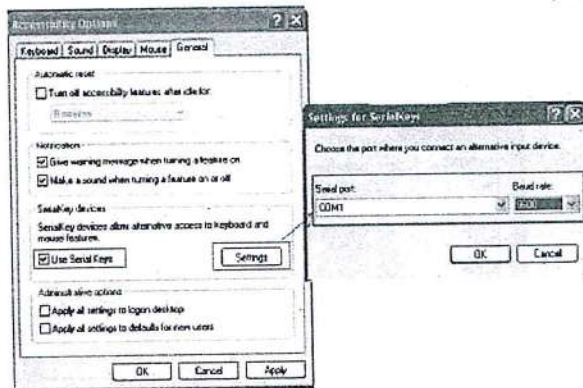 Accessibility Options
Keyboard Sound Display Mouse General
Automatic reset
Turn off accessibility features after idle for:
Notification
Give warning message when turning a feature on
Make a sound when turning a feature on or off
SerialKey devices
SerialKey devices allow alternative access to keyboard and
mouse features.
Use Serial Keys
Settings
Administrative options
Apply all settings to logon desktop
Apply all settings to defaults for new users
OK Cancel Apply
Settings for SerialKeys
Choose the port where you connect an alternative input device.
Serial port: Baud rate:
COM1
OK Cancel